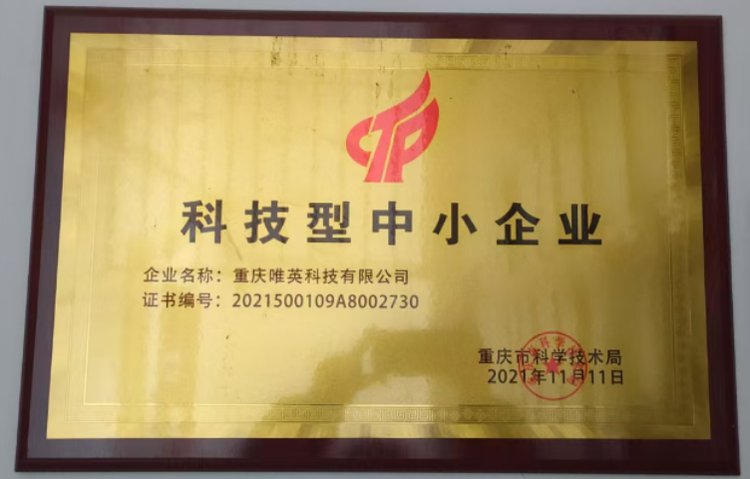 科技型中小企业
企业名称：重庆唯英科技有限公司
证书编号：2021500109A8002730
重庆市科学技术局
2021年11月11日